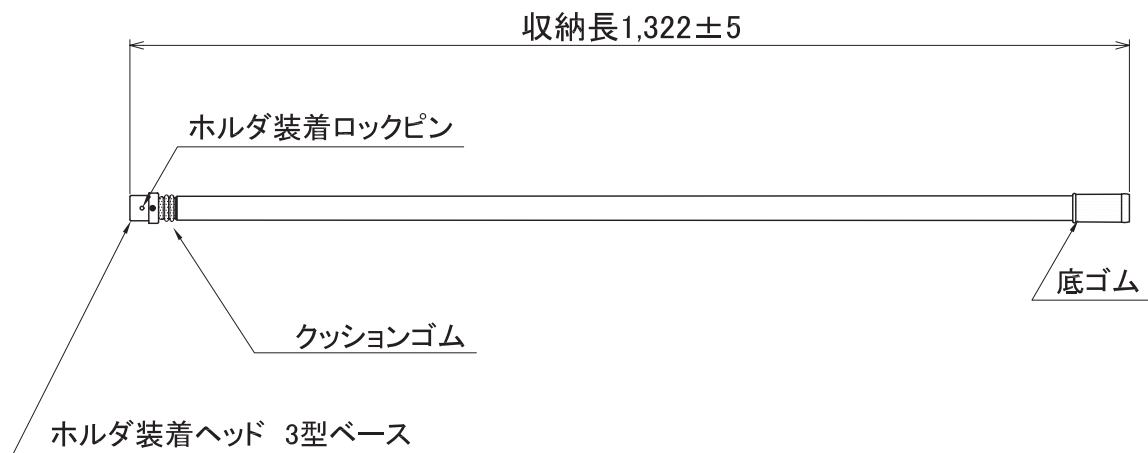 収納長1,322±5
ホルダ装着ロックピン
底ゴム
クッションゴム
ホルダ装着ヘッド 3型ベース